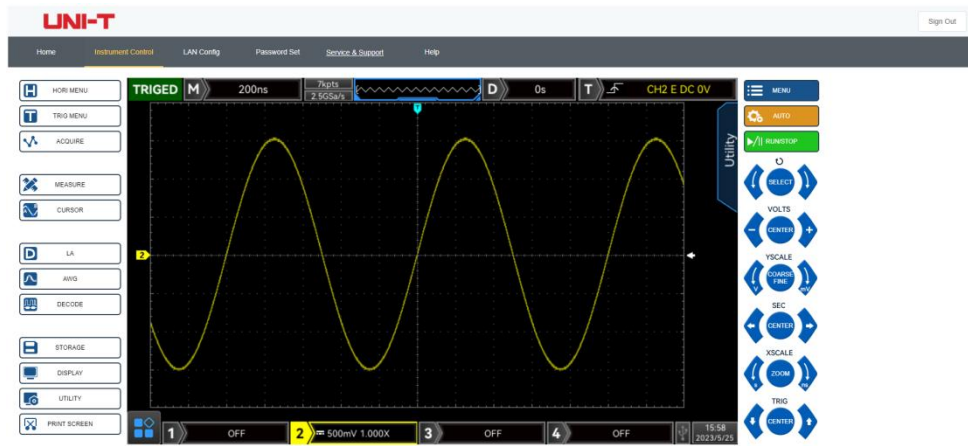 UNI-T
Sign Out
Home Instrument Control LAN Config Password Set Service & Support Help
HORI MENU
TRIG MENU
ACQUIRE
MEASURE
CURSOR
LA
AWG
DECODE
STORAGE
DISPLAY
UTILITY
PRINT SCREEN
TRIGED M 200ns 7kpts D 0s T CH2 E DC 0V
2.5GSa/s
T
Utility
2
1 OFF 2 500mV 1.000X 3 OFF 4 OFF 15:58
2023/5/25
MENU
AUTO
RUN/STOP
SELECT
VOLTS
CENTER
YSCALE
V COARSE mV
FINE
SEC
CENTER
XSCALE
s ZOOM ns
TRIG
CENTER